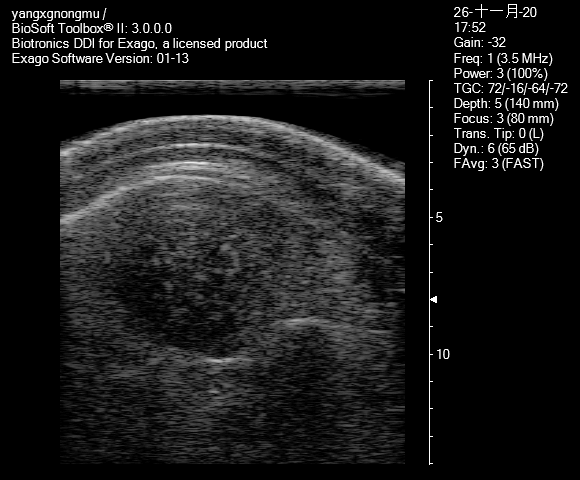 yangxgnongmu /
BioSoft Toolbox® II: 3.0.0.0
Biotronics DDI for Exago, a licensed product
Exago Software Version: 01-13
26-十一月-20
17:52
Gain: -32
Freq: 1 (3.5 MHz)
Power: 3 (100%)
TGC: 72/-16/-64/-72
Depth: 5 (140 mm)
Focus: 3 (80 mm)
Trans. Tip: 0 (L)
Dyn.: 6 (65 dB)
FAvg: 3 (FAST)
5
10